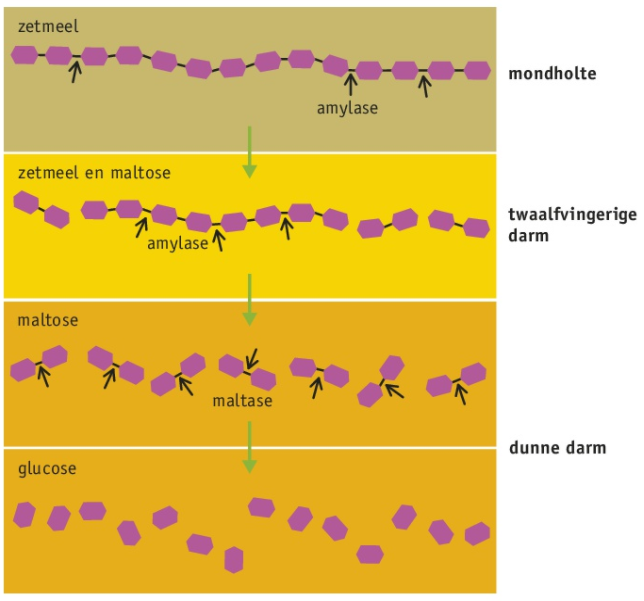 zetmeel
mondholte
amylase
zetmeel en maltose
twaalfvingerige
darm
amylase
maltose
maltase
dunne darm
glucose